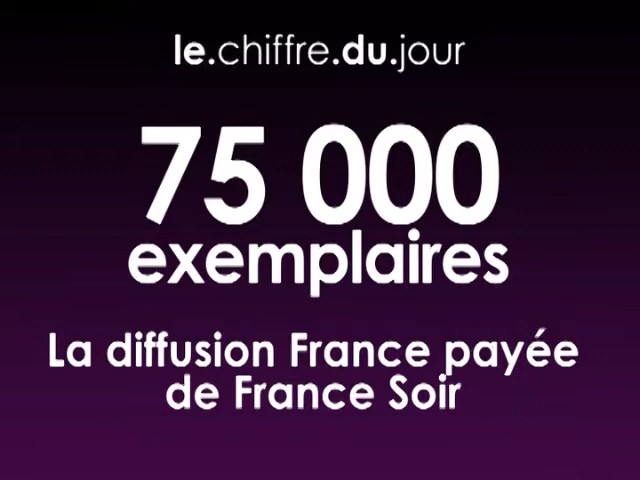 le.chiffre.du.jour
75 000
exemplaires
La diffusion France payée
de France Soir